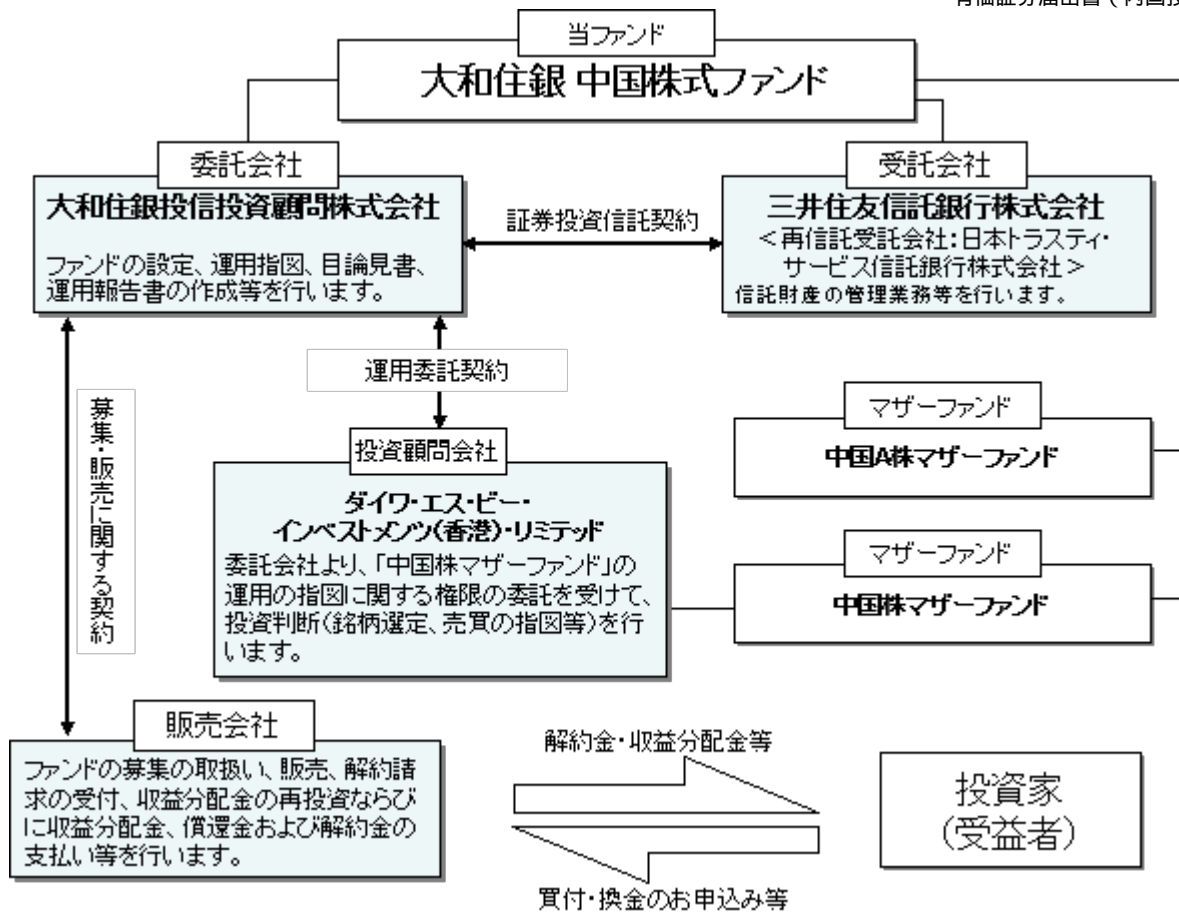 当ファンド
大和住銀 中国株式ファンド
委託会社
大和住銀投信投資顧問株式会社
ファンドの設定、運用指図、目論見書、
運用報告書の作成等を行います。
証券投資信託契約
受託会社
三井住友信託銀行株式会社
＜再信託受託会社：日本トラスティ・
サービス信託銀行株式会社＞
信託財産の管理業務等を行います。
運用委託契約
募集・販売に関する契約
投資顧問会社
ダイワ・エス・ビー・
インベストメンツ(香港)・リミテッド
委託会社より、「中国株マザーファンド」の
運用の指図に関する権限の委託を受けて、
投資判断(銘柄選定、売買の指図等)を行
います。
マザーファンド
中国A株マザーファンド
マザーファンド
中国株マザーファンド
販売会社
ファンドの募集の取扱い、販売、解約請
求の受付、収益分配金の再投資ならび
に収益分配金、償還金および解約金の
支払い等を行います。
解約金・収益分配金等
買付・換金のお申込み等
投資家
(受益者)